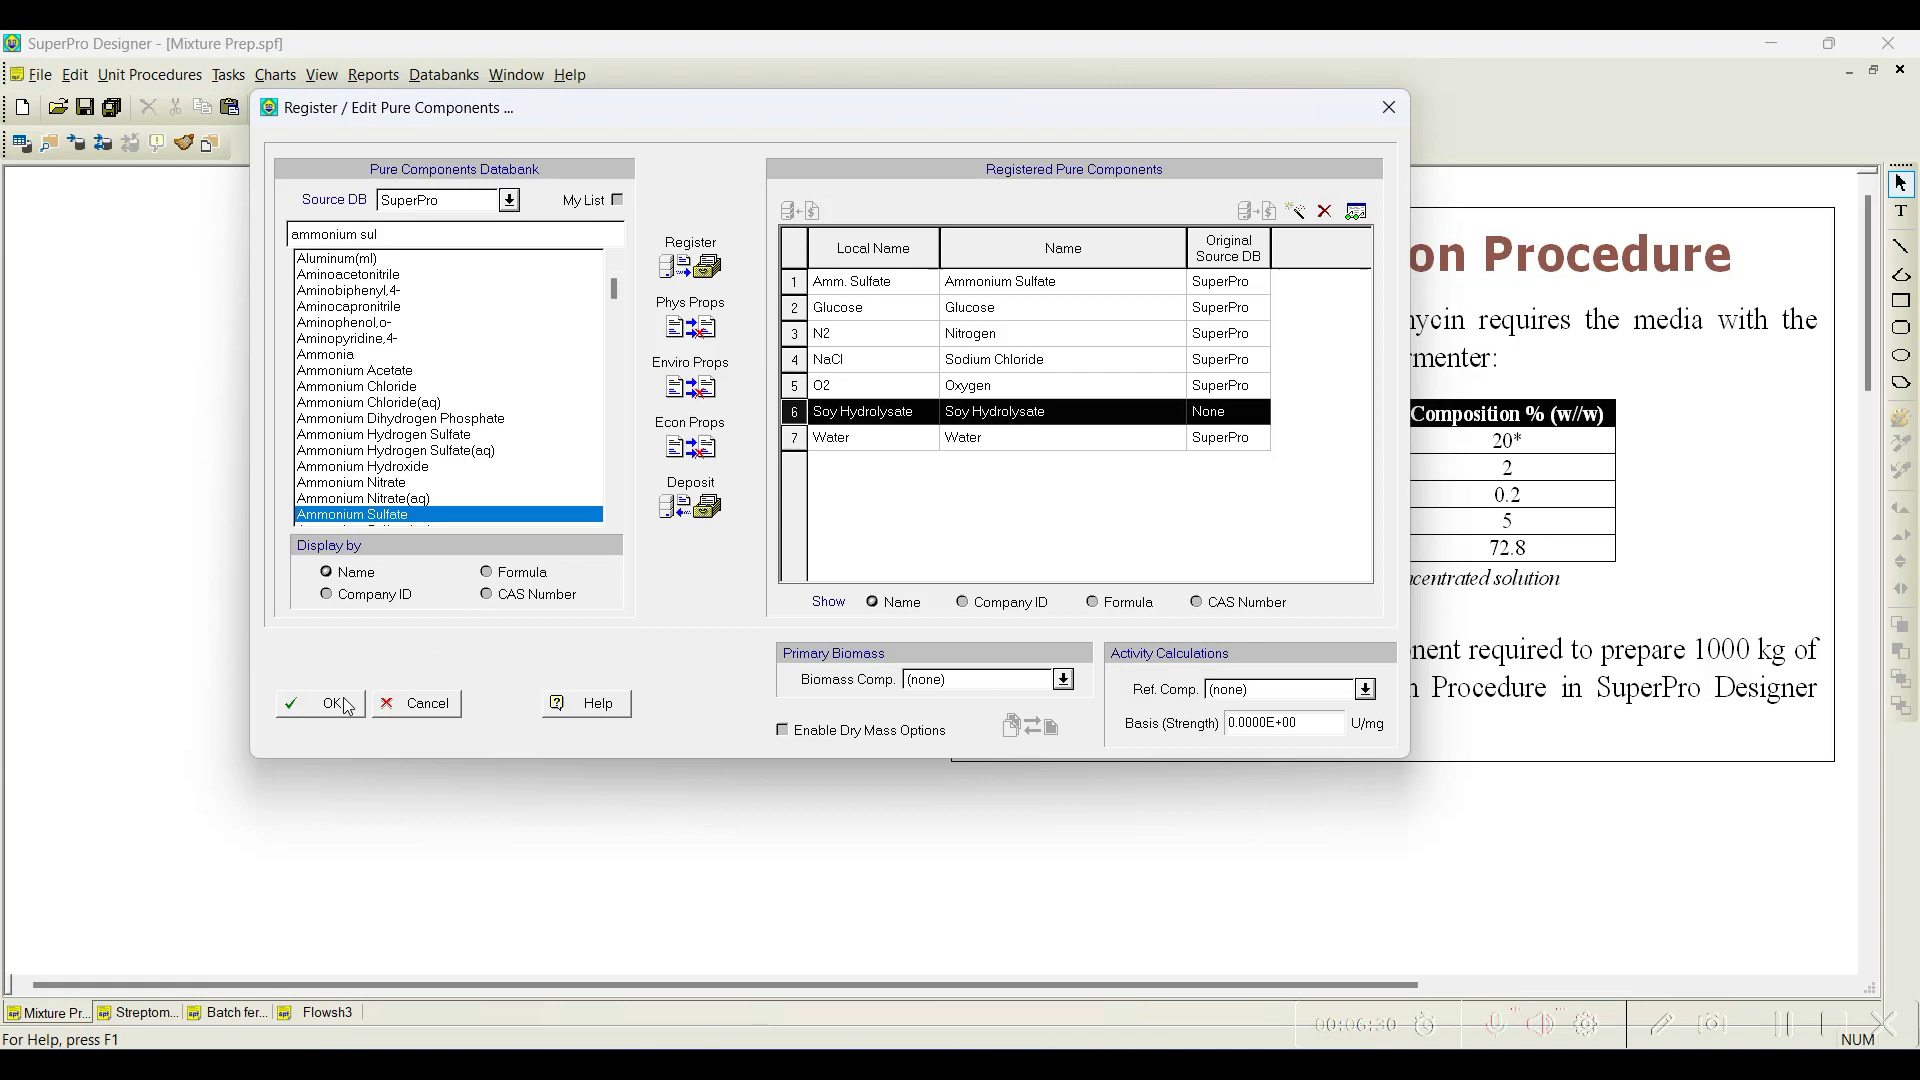 SuperPro Designer - [Mixture Prep.spf]
File Edit Unit Procedures Tasks Charts View Reports Databanks Window Help
Register / Edit Pure Components ...
Pure Components Databank
Source DB SuperPro My List
ammonium sul
Aluminum(ml)
Aminoacetonitrile
Aminobiphenyl,4-
Aminocapronitrile
Aminophenol,o-
Aminopyridine,4-
Ammonia
Ammonium Acetate
Ammonium Chloride
Ammonium Chloride(aq)
Ammonium Dihydrogen Phosphate
Ammonium Hydrogen Sulfate
Ammonium Hydrogen Sulfate(aq)
Ammonium Hydroxide
Ammonium Nitrate
Ammonium Nitrate(aq)
Ammonium Sulfate
Display by
Name Formula
Company ID CAS Number
Register
Phys Props
Enviro Props
Econ Props
Deposit
Registered Pure Components
Local Name Name Original Source DB
1 Amm. Sulfate Ammonium Sulfate SuperPro
2 Glucose Glucose SuperPro
3 N2 Nitrogen SuperPro
4 NaCl Sodium Chloride SuperPro
5 O2 Oxygen SuperPro
6 Soy Hydrolysate Soy Hydrolysate None
7 Water Water SuperPro
Show Name Company ID Formula CAS Number
Primary Biomass
Biomass Comp. (none)
Enable Dry Mass Options
Activity Calculations
Ref. Comp. (none)
Basis (Strength) 0.0000E+00 U/mg
OK Cancel Help
on Procedure
mycin requires the media with the
rmenter:
Composition % (w//w)
20*
2
0.2
5
72.8
centrated solution
nent required to prepare 1000 kg of
n Procedure in SuperPro Designer
Mixture Pr... Streptom... Batch fer... Flowsh3
00:06:30
For Help, press F1
NUM